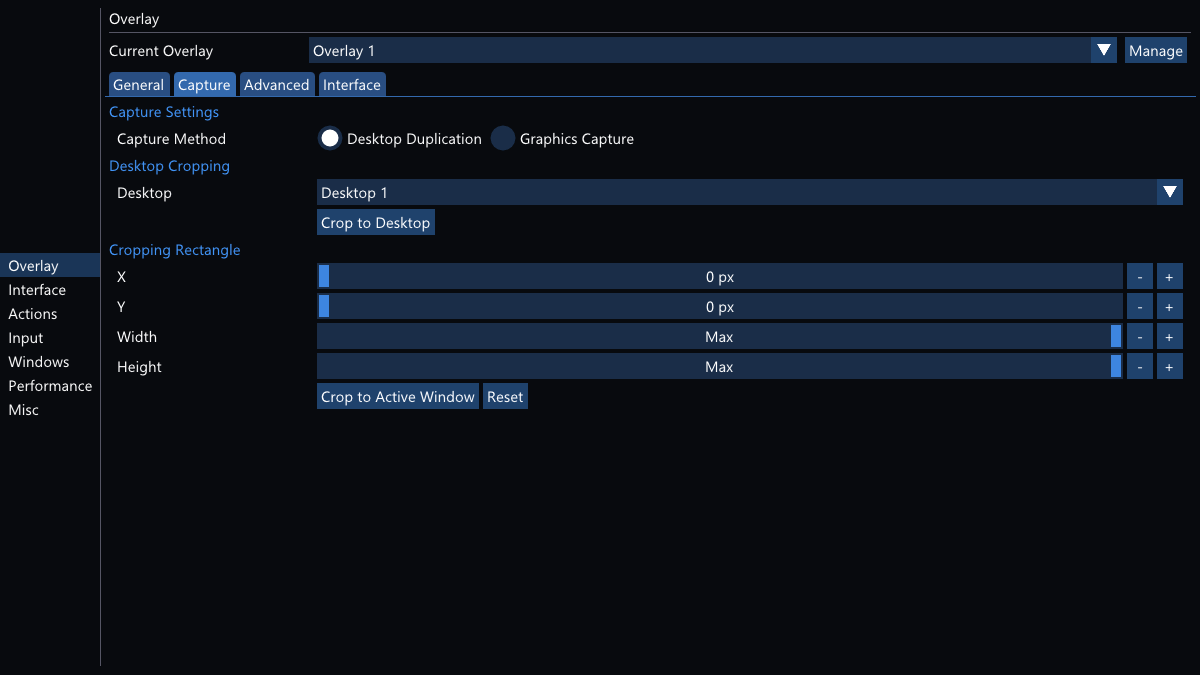 Overlay
Current Overlay Overlay 1 Manage
General Capture Advanced Interface
Capture Settings
Capture Method Desktop Duplication Graphics Capture
Desktop Cropping
Desktop Desktop 1
Crop to Desktop
Cropping Rectangle
X 0 px - +
Y 0 px - +
Width Max - +
Height Max - +
Crop to Active Window Reset
Overlay
Interface
Actions
Input
Windows
Performance
Misc